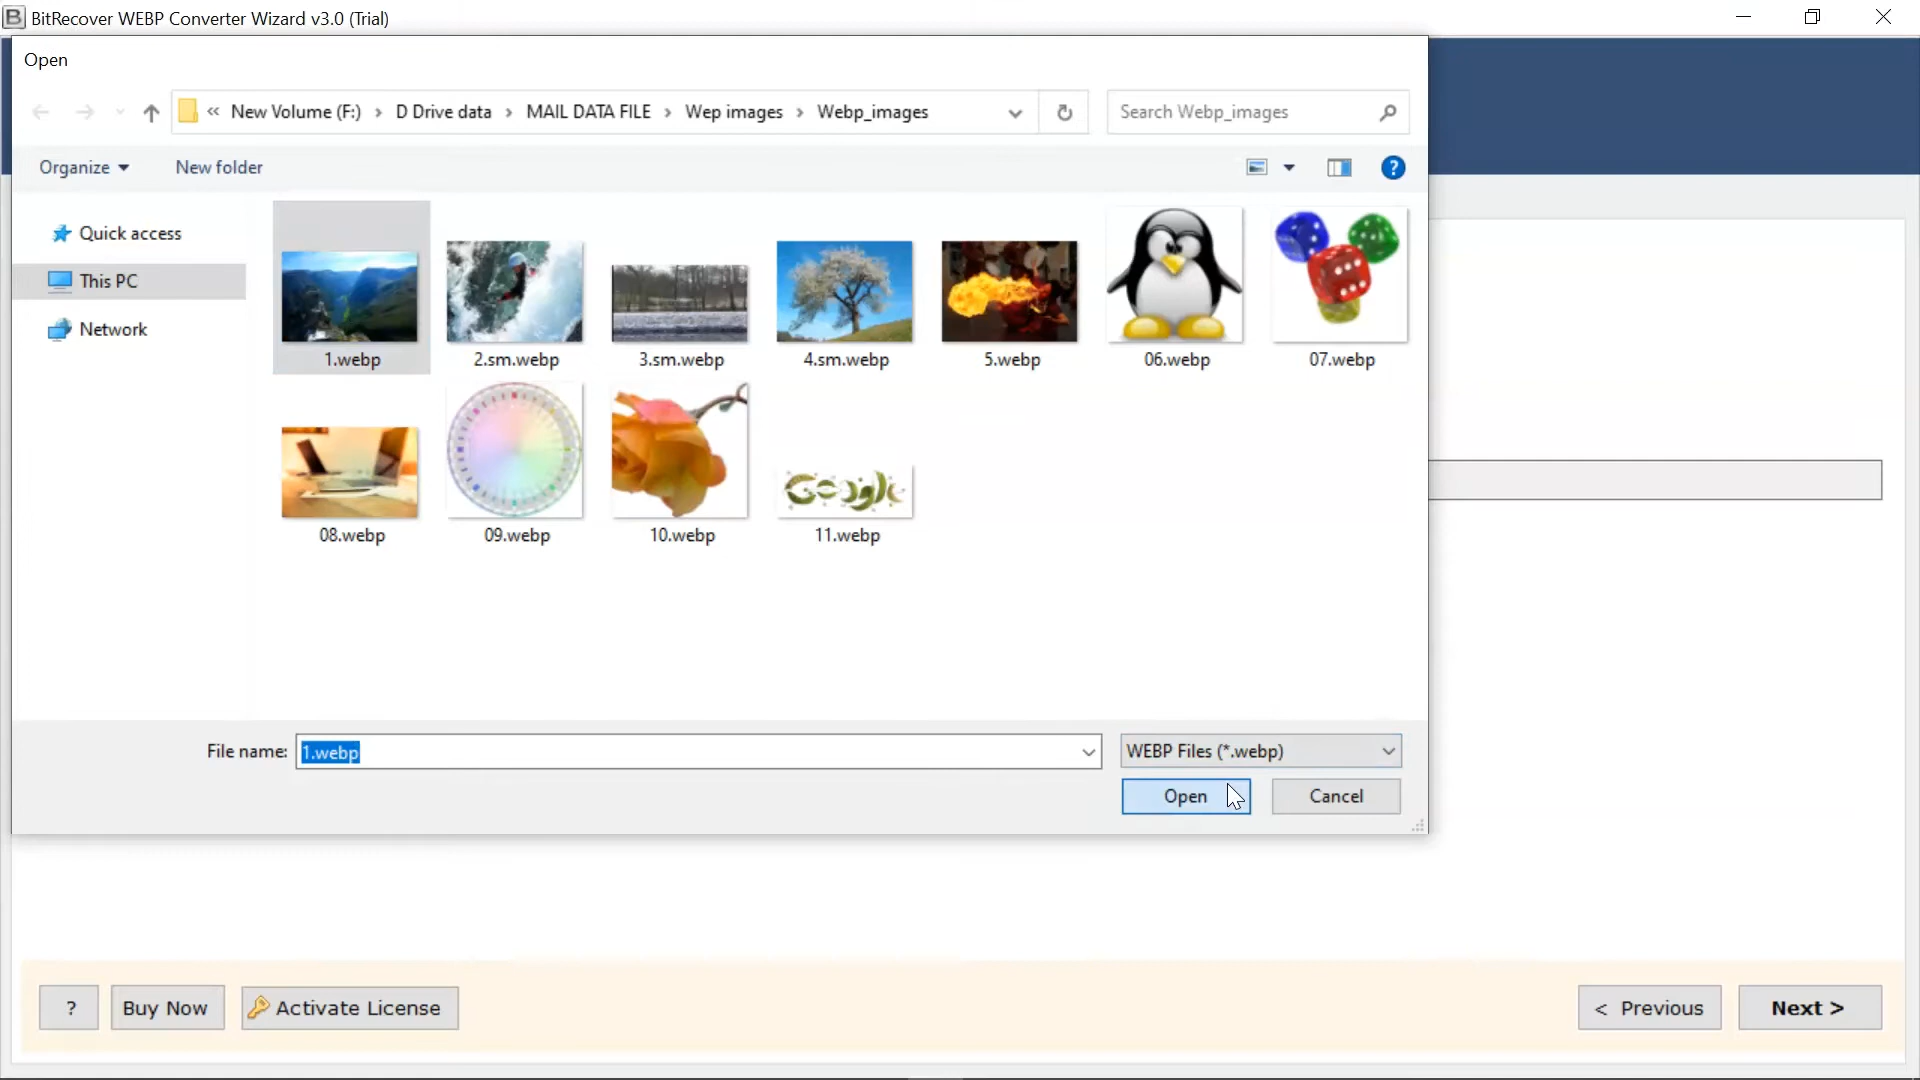 BitRecover WEBP Converter Wizard v3.0 (Trial)
Open
« New Volume (F:) › D Drive data › MAIL DATA FILE › Wep images › Webp_images
Search Webp_images
Organize
New folder
?
Quick access
This PC
Network
1.webp
2.sm.webp
3.sm.webp
4.sm.webp
5.webp
06.webp
07.webp
Google
08.webp
09.webp
10.webp
11.webp
File name: 1.webp
WEBP Files (*.webp)
Open
Cancel
?
Buy Now
Activate License
< Previous
Next >